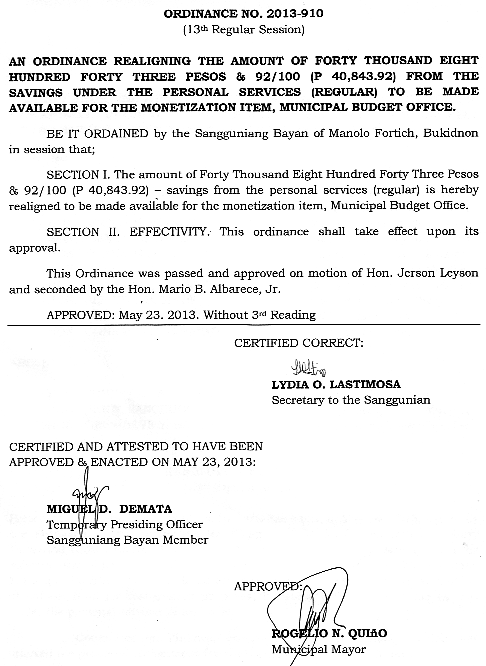 ORDINANCE NO. 2013-910
(13th Regular Session)
AN ORDINANCE REALIGNING THE AMOUNT OF FORTY THOUSAND EIGHT
HUNDRED FORTY THREE PESOS & 92/100 (P 40,843.92) FROM THE
SAVINGS UNDER THE PERSONAL SERVICES (REGULAR) TO BE MADE
AVAILABLE FOR THE MONETIZATION ITEM, MUNICIPAL BUDGET OFFICE.
BE IT ORDAINED by the Sangguniang Bayan of Manolo Fortich, Bukidnon
in session that;
SECTION I. The amount of Forty Thousand Eight Hundred Forty Three Pesos
& 92/100 (P 40,843.92) – savings from the personal services (regular) is hereby
realigned to be made available for the monetization item, Municipal Budget Office.
SECTION II. EFFECTIVITY. This ordinance shall take effect upon its
approval.
This Ordinance was passed and approved on motion of Hon. Jerson Leyson
and seconded by the Hon. Mario B. Albarece, Jr.
APPROVED: May 23. 2013. Without 3rd Reading
CERTIFIED CORRECT:
LYDIA O. LASTIMOSA
Secretary to the Sanggunian
CERTIFIED AND ATTESTED TO HAVE BEEN
APPROVED & ENACTED ON MAY 23, 2013:
MIGUEL D. DEMATA
Temporary Presiding Officer
Sangguniang Bayan Member
APPROVED:
ROGELIO N. QUIÑO
Municipal Mayor